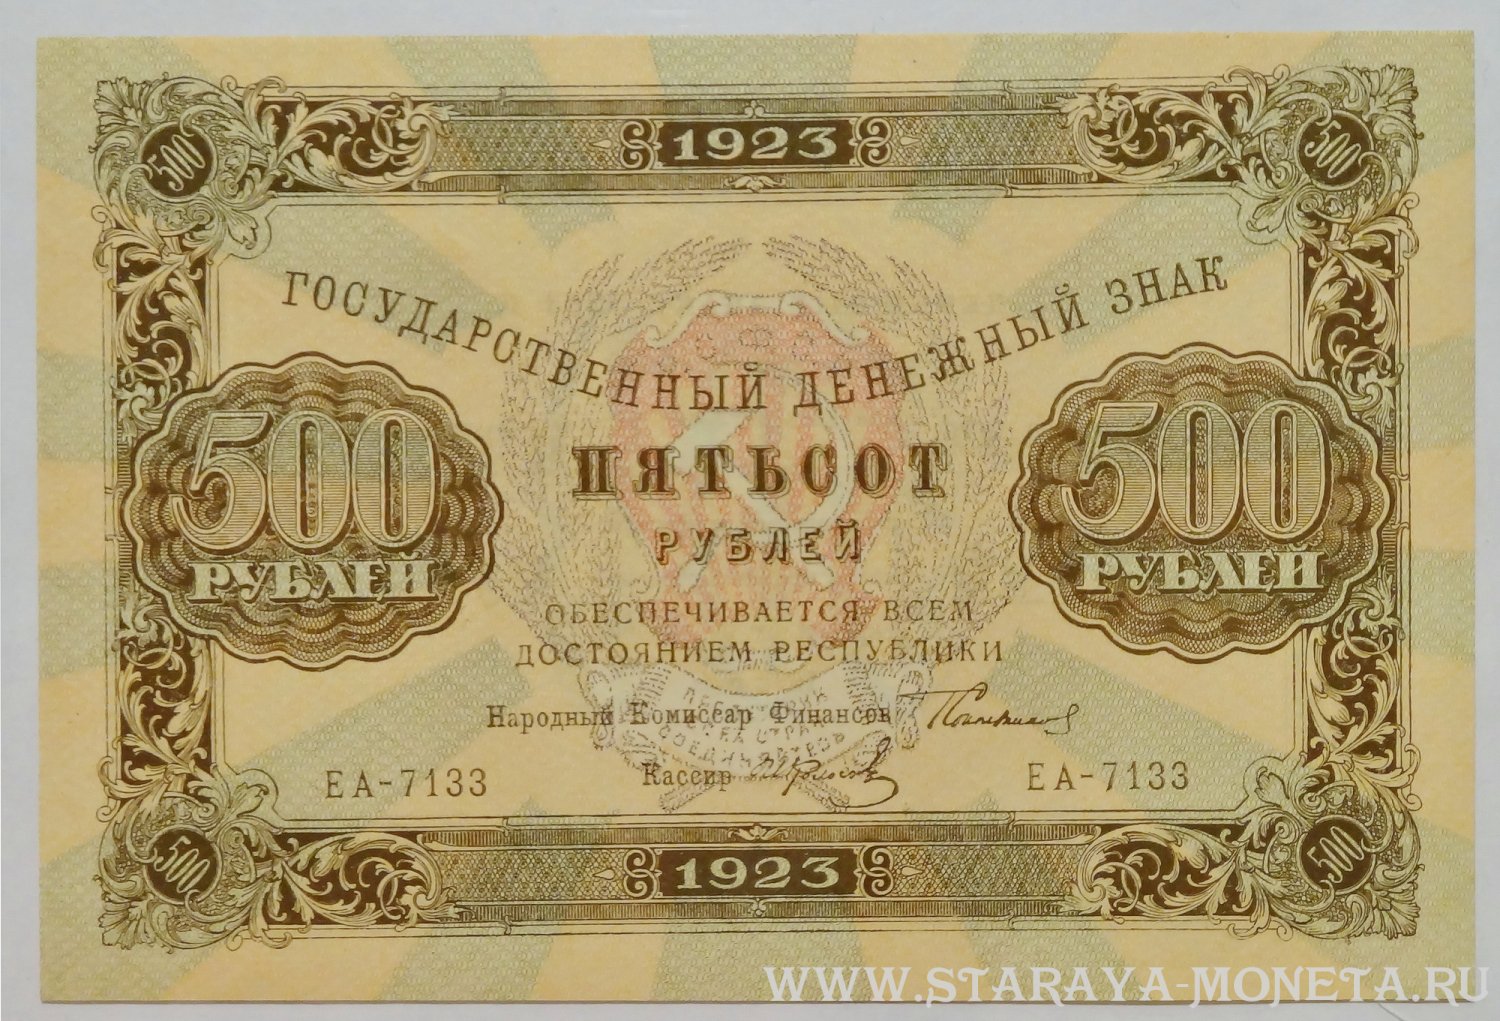 500
1923
500
ГОСУДАРСТВЕННЫЙ ДЕНЕЖНЫЙ ЗНАК
500
РУБЛЕЙ
ПЯТЬСОТ
РУБЛЕЙ
500
РУБЛЕЙ
ОБЕСПЕЧИВАЕТСЯ ВСЕМ
ДОСТОЯНИЕМ РЕСПУБЛИКИ
Народный Комиссар Финансов
Кассир
ЕА-7133
ЕА-7133
500
1923
500
WWW.STARAYA-MONETA.RU